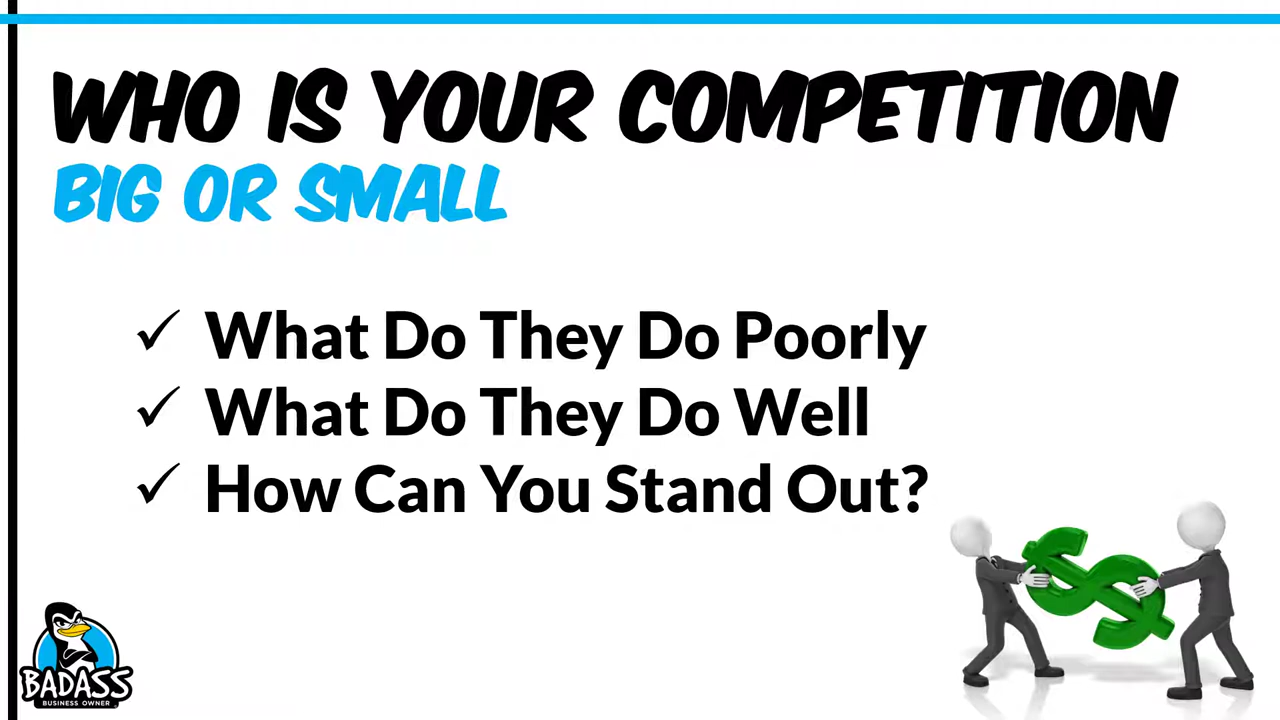 WHO IS YOUR COMPETITION
BIG OR SMALL
What Do They Do Poorly
What Do They Do Well
How Can You Stand Out?
BADASS
BUSINESS OWNER